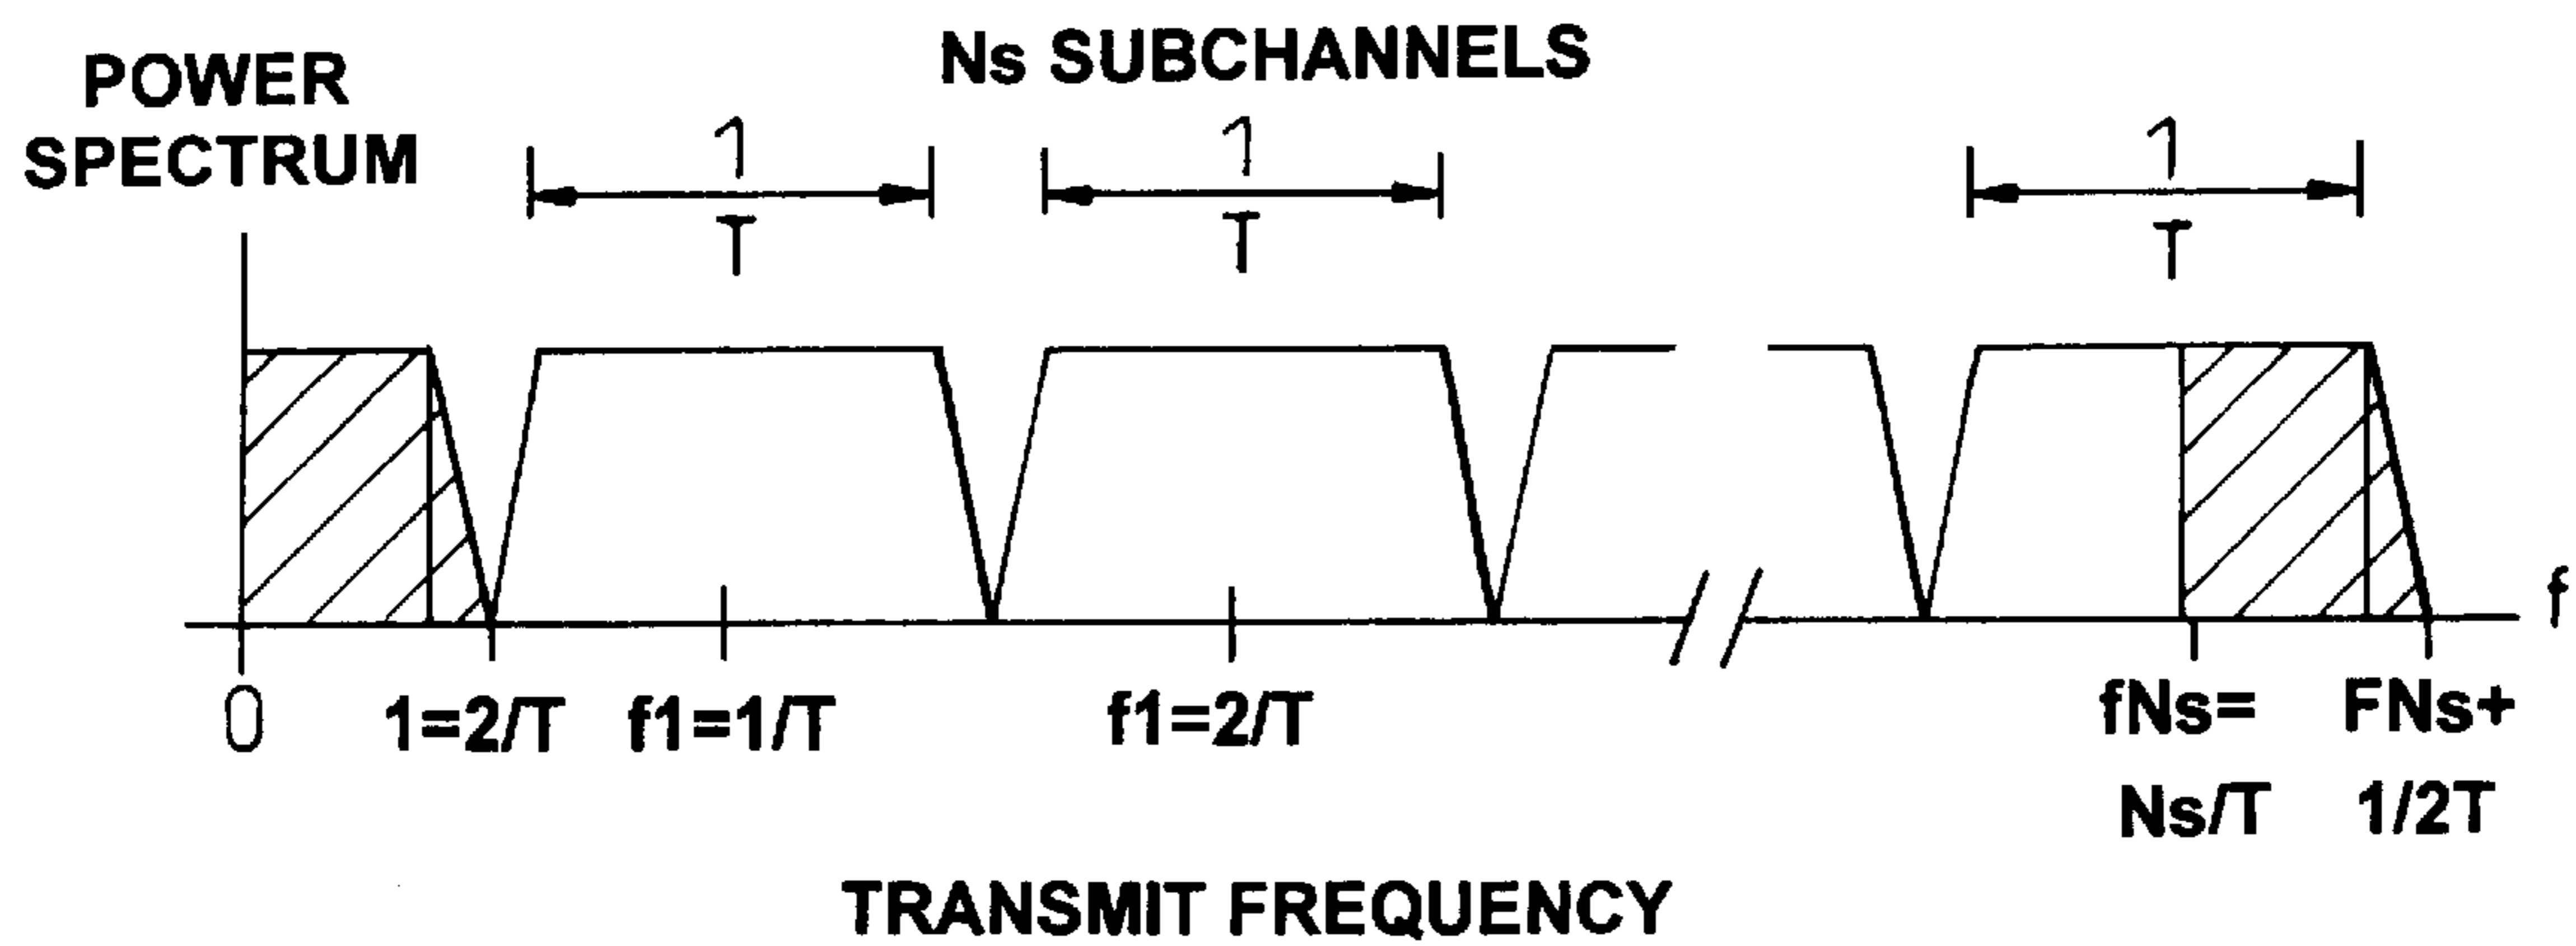 Ns SUBCHANNELS
POWER
SPECTRUM
1
T
1
T
1
T
f
0
1=2/T
f1=1/T
f1=2/T
fNs=
Ns/T
FNs+
1/2T
TRANSMIT FREQUENCY